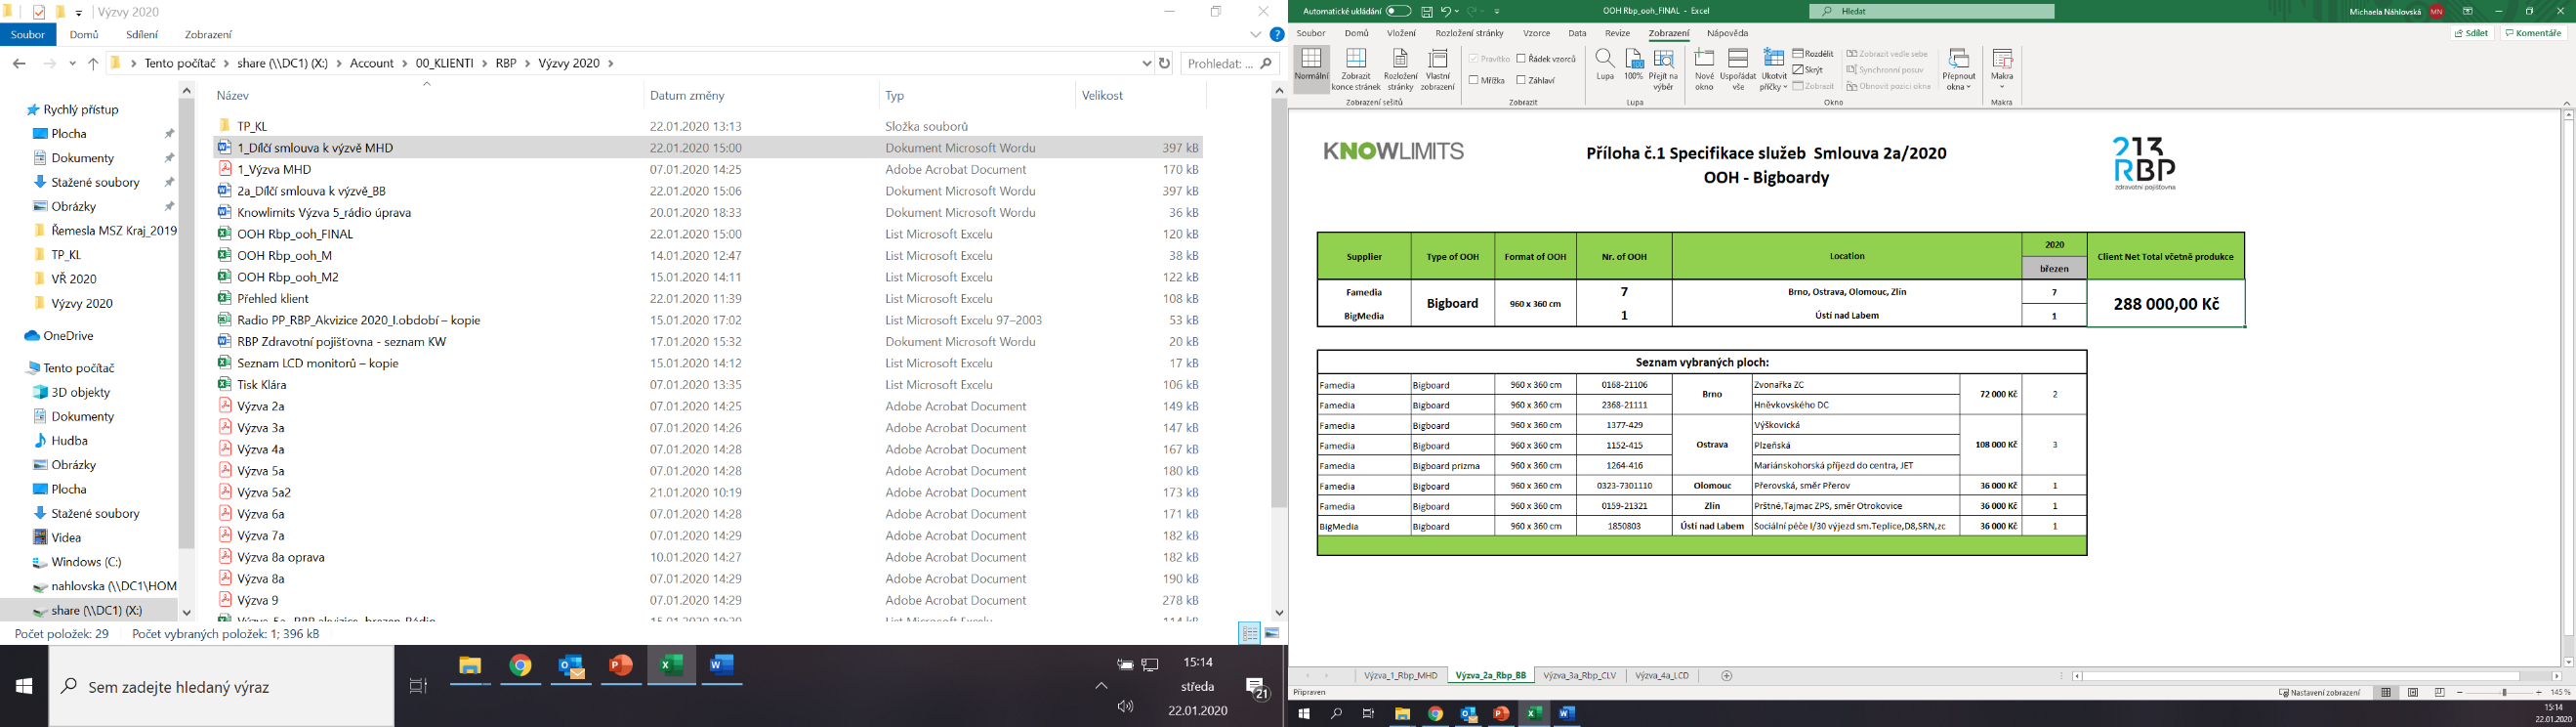 Výzvy 2020
Soubor Domů Sdílení Zobrazení
Tento počítač > share (\\DC1) (X:) > Account > 00_KLIENTI > RBP > Výzvy 2020 >
Prohledat: ...
Název Datum změny Typ Velikost
Rychlý přístup
Plocha
Dokumenty
Stažené soubory
Obrázky
Řemesla MSZ Kraj_2019
TP_KL
VŘ 2020
Výzvy 2020
OneDrive
Tento počítač
3D objekty
Dokumenty
Hudba
Obrázky
Plocha
Stažené soubory
Videa
Windows (C:)
nahlovska (\\DC1\HOM
share (\\DC1) (X:)
TP_KL 22.01.2020 13:13 Složka souborů
1_Dílčí smlouva k výzvě MHD 22.01.2020 15:00 Dokument Microsoft Wordu 397 kB
1_Výzva MHD 07.01.2020 14:25 Adobe Acrobat Document 170 kB
2a_Dílčí smlouva k výzvě_BB 22.01.2020 15:06 Dokument Microsoft Wordu 397 kB
Knowlimits Výzva 5_rádio úprava 20.01.2020 18:33 Dokument Microsoft Wordu 36 kB
OOH Rbp_ooh_FINAL 22.01.2020 15:00 List Microsoft Excelu 120 kB
OOH Rbp_ooh_M 14.01.2020 12:47 List Microsoft Excelu 38 kB
OOH Rbp_ooh_M2 15.01.2020 14:11 List Microsoft Excelu 122 kB
Přehled klient 22.01.2020 11:39 List Microsoft Excelu 108 kB
Radio PP_RBP_Akvizice 2020_I.období – kopie 15.01.2020 17:02 List Microsoft Excelu 97–2003 53 kB
RBP Zdravotní pojišťovna - seznam KW 17.01.2020 15:32 Dokument Microsoft Wordu 20 kB
Seznam LCD monitorů – kopie 15.01.2020 14:12 List Microsoft Excelu 17 kB
Tisk Klára 07.01.2020 13:35 List Microsoft Excelu 106 kB
Výzva 2a 07.01.2020 14:25 Adobe Acrobat Document 149 kB
Výzva 3a 07.01.2020 14:26 Adobe Acrobat Document 147 kB
Výzva 4a 07.01.2020 14:28 Adobe Acrobat Document 167 kB
Výzva 5a 07.01.2020 14:28 Adobe Acrobat Document 180 kB
Výzva 5a2 21.01.2020 10:19 Adobe Acrobat Document 173 kB
Výzva 6a 07.01.2020 14:28 Adobe Acrobat Document 171 kB
Výzva 7a 07.01.2020 14:29 Adobe Acrobat Document 182 kB
Výzva 8a oprava 10.01.2020 14:27 Adobe Acrobat Document 182 kB
Výzva 8a 07.01.2020 14:29 Adobe Acrobat Document 190 kB
Výzva 9 07.01.2020 14:29 Adobe Acrobat Document 278 kB
Počet položek: 29 Počet vybraných položek: 1; 396 kB
Sem zadejte hledaný výraz
15:14
středa
22.01.2020
21
Automatické ukládání OOH Rbp_ooh_FINAL - Excel Hledat Michaela Náhlovská MN
Soubor Domů Vložení Rozložení stránky Vzorce Data Revize Zobrazení Nápověda Sdílet Komentáře
Normální Zobrazit konce stránek Rozložení stránky Vlastní zobrazení
Zobrazení sešitů
Pravítko Řádek vzorců
Mřížka Záhlaví
Zobrazit
Lupa 100% Přejít na výběr
Lupa
Nové okno Uspořádat vše Ukotvit příčky
Rozdělit
Skrýt
Zobrazit
Zobrazit vedle sebe
Synchronní posuv
Obnovit pozici okna
Přepnout okna
Okno
Makra
Makra
KNOWLIMITS
Příloha č.1 Specifikace služeb Smlouva 2a/2020
OOH - Bigboardy
213
RBP
zdravotní pojišťovna
Supplier Type of OOH Format of OOH Nr. of OOH Location 2020 Client Net Total včetně produkce
březen
Famedia Bigboard 960 x 360 cm 7 Brno, Ostrava, Olomouc, Zlín 7 288 000,00 Kč
BigMedia 1 Ústí nad Labem 1
Seznam vybraných ploch:
Famedia Bigboard 960 x 360 cm 0168-21106 Brno Zvonařka ZC 72 000 Kč 2
Famedia Bigboard 960 x 360 cm 2368-21111 Hněvkovského DC
Famedia Bigboard 960 x 360 cm 1377-429 Ostrava Výškovická 108 000 Kč 3
Famedia Bigboard 960 x 360 cm 1152-415 Plzeňská
Famedia Bigboard prizma 960 x 360 cm 1264-416 Mariánskohorská příjezd do centra, JET
Famedia Bigboard 960 x 360 cm 0323-7301110 Olomouc Přerovská, směr Přerov 36 000 Kč 1
Famedia Bigboard 960 x 360 cm 0159-21321 Zlín Prštné,Tajmac ZPS, směr Otrokovice 36 000 Kč 1
BigMedia Bigboard 960 x 360 cm 1850803 Ústí nad Labem Sociální péče I/30 výjezd sm.Teplice,D8,SRN,zc 36 000 Kč 1
Výzva_1_Rbp_MHD Výzva_2a_Rbp_BB Výzva_3a_Rbp_CLV Výzva_4a_LCD
Připraven Nastavení zobrazení 145 %
15:14
22.01.2020